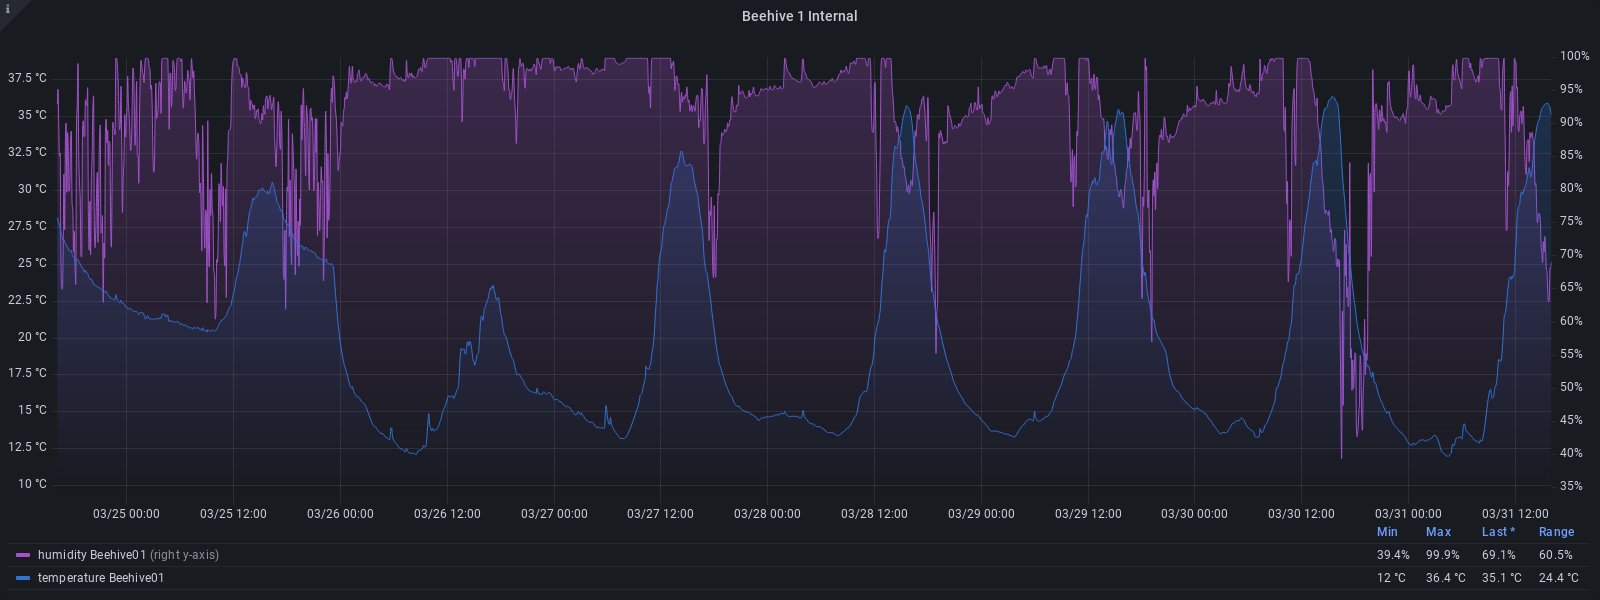 i
Beehive 1 Internal
37.5 °C
35 °C
32.5 °C
30 °C
27.5 °C
25 °C
22.5 °C
20 °C
17.5 °C
15 °C
12.5 °C
10 °C
100%
95%
90%
85%
80%
75%
70%
65%
60%
55%
50%
45%
40%
35%
03/25 00:00 03/25 12:00 03/26 00:00 03/26 12:00 03/27 00:00 03/27 12:00 03/28 00:00 03/28 12:00 03/29 00:00 03/29 12:00 03/30 00:00 03/30 12:00 03/31 00:00 03/31 12:00
Min Max Last * Range
humidity Beehive01 (right y-axis) 39.4% 99.9% 69.1% 60.5%
temperature Beehive01 12 °C 36.4 °C 35.1 °C 24.4 °C